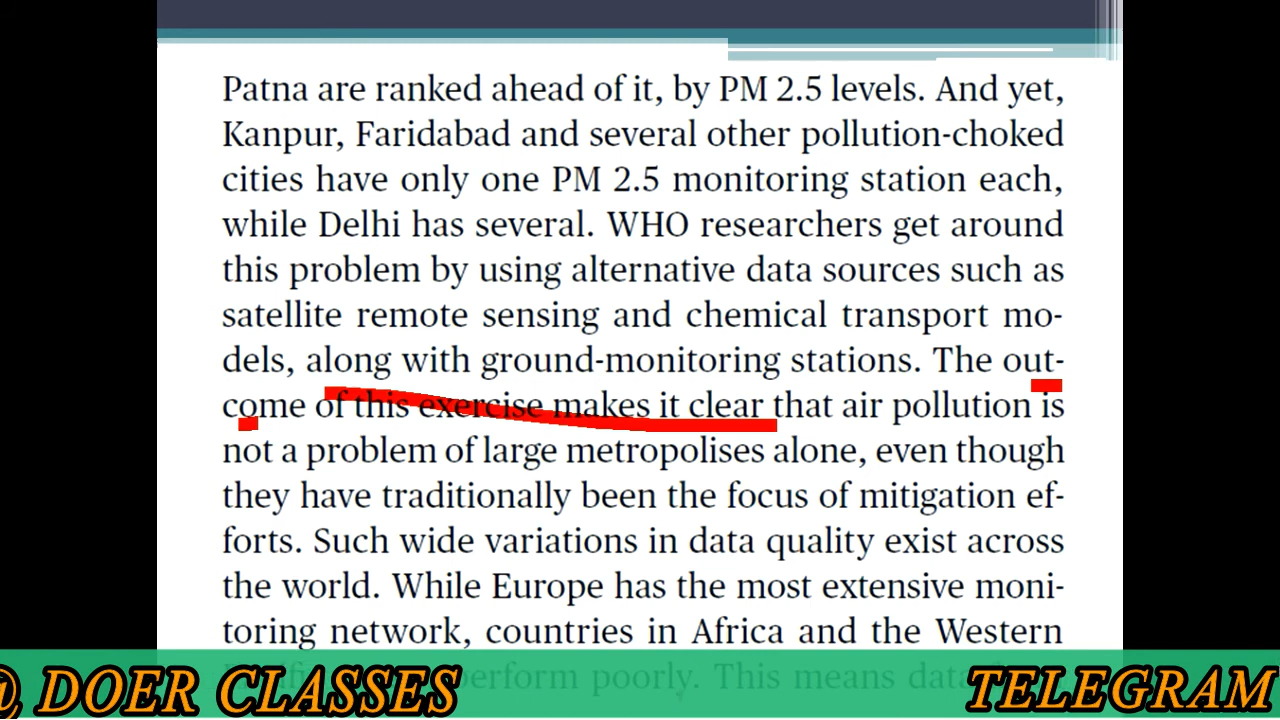 Patna are ranked ahead of it, by PM 2.5 levels. And yet,
Kanpur, Faridabad and several other pollution-choked
cities have only one PM 2.5 monitoring station each,
while Delhi has several. WHO researchers get around
this problem by using alternative data sources such as
satellite remote sensing and chemical transport mo-
dels, along with ground-monitoring stations. The out-
come of this exercise makes it clear that air pollution is
not a problem of large metropolises alone, even though
they have traditionally been the focus of mitigation ef-
forts. Such wide variations in data quality exist across
the world. While Europe has the most extensive moni-
toring network, countries in Africa and the Western
perform poorly. This means data
@ DOER CLASSES TELEGRAM